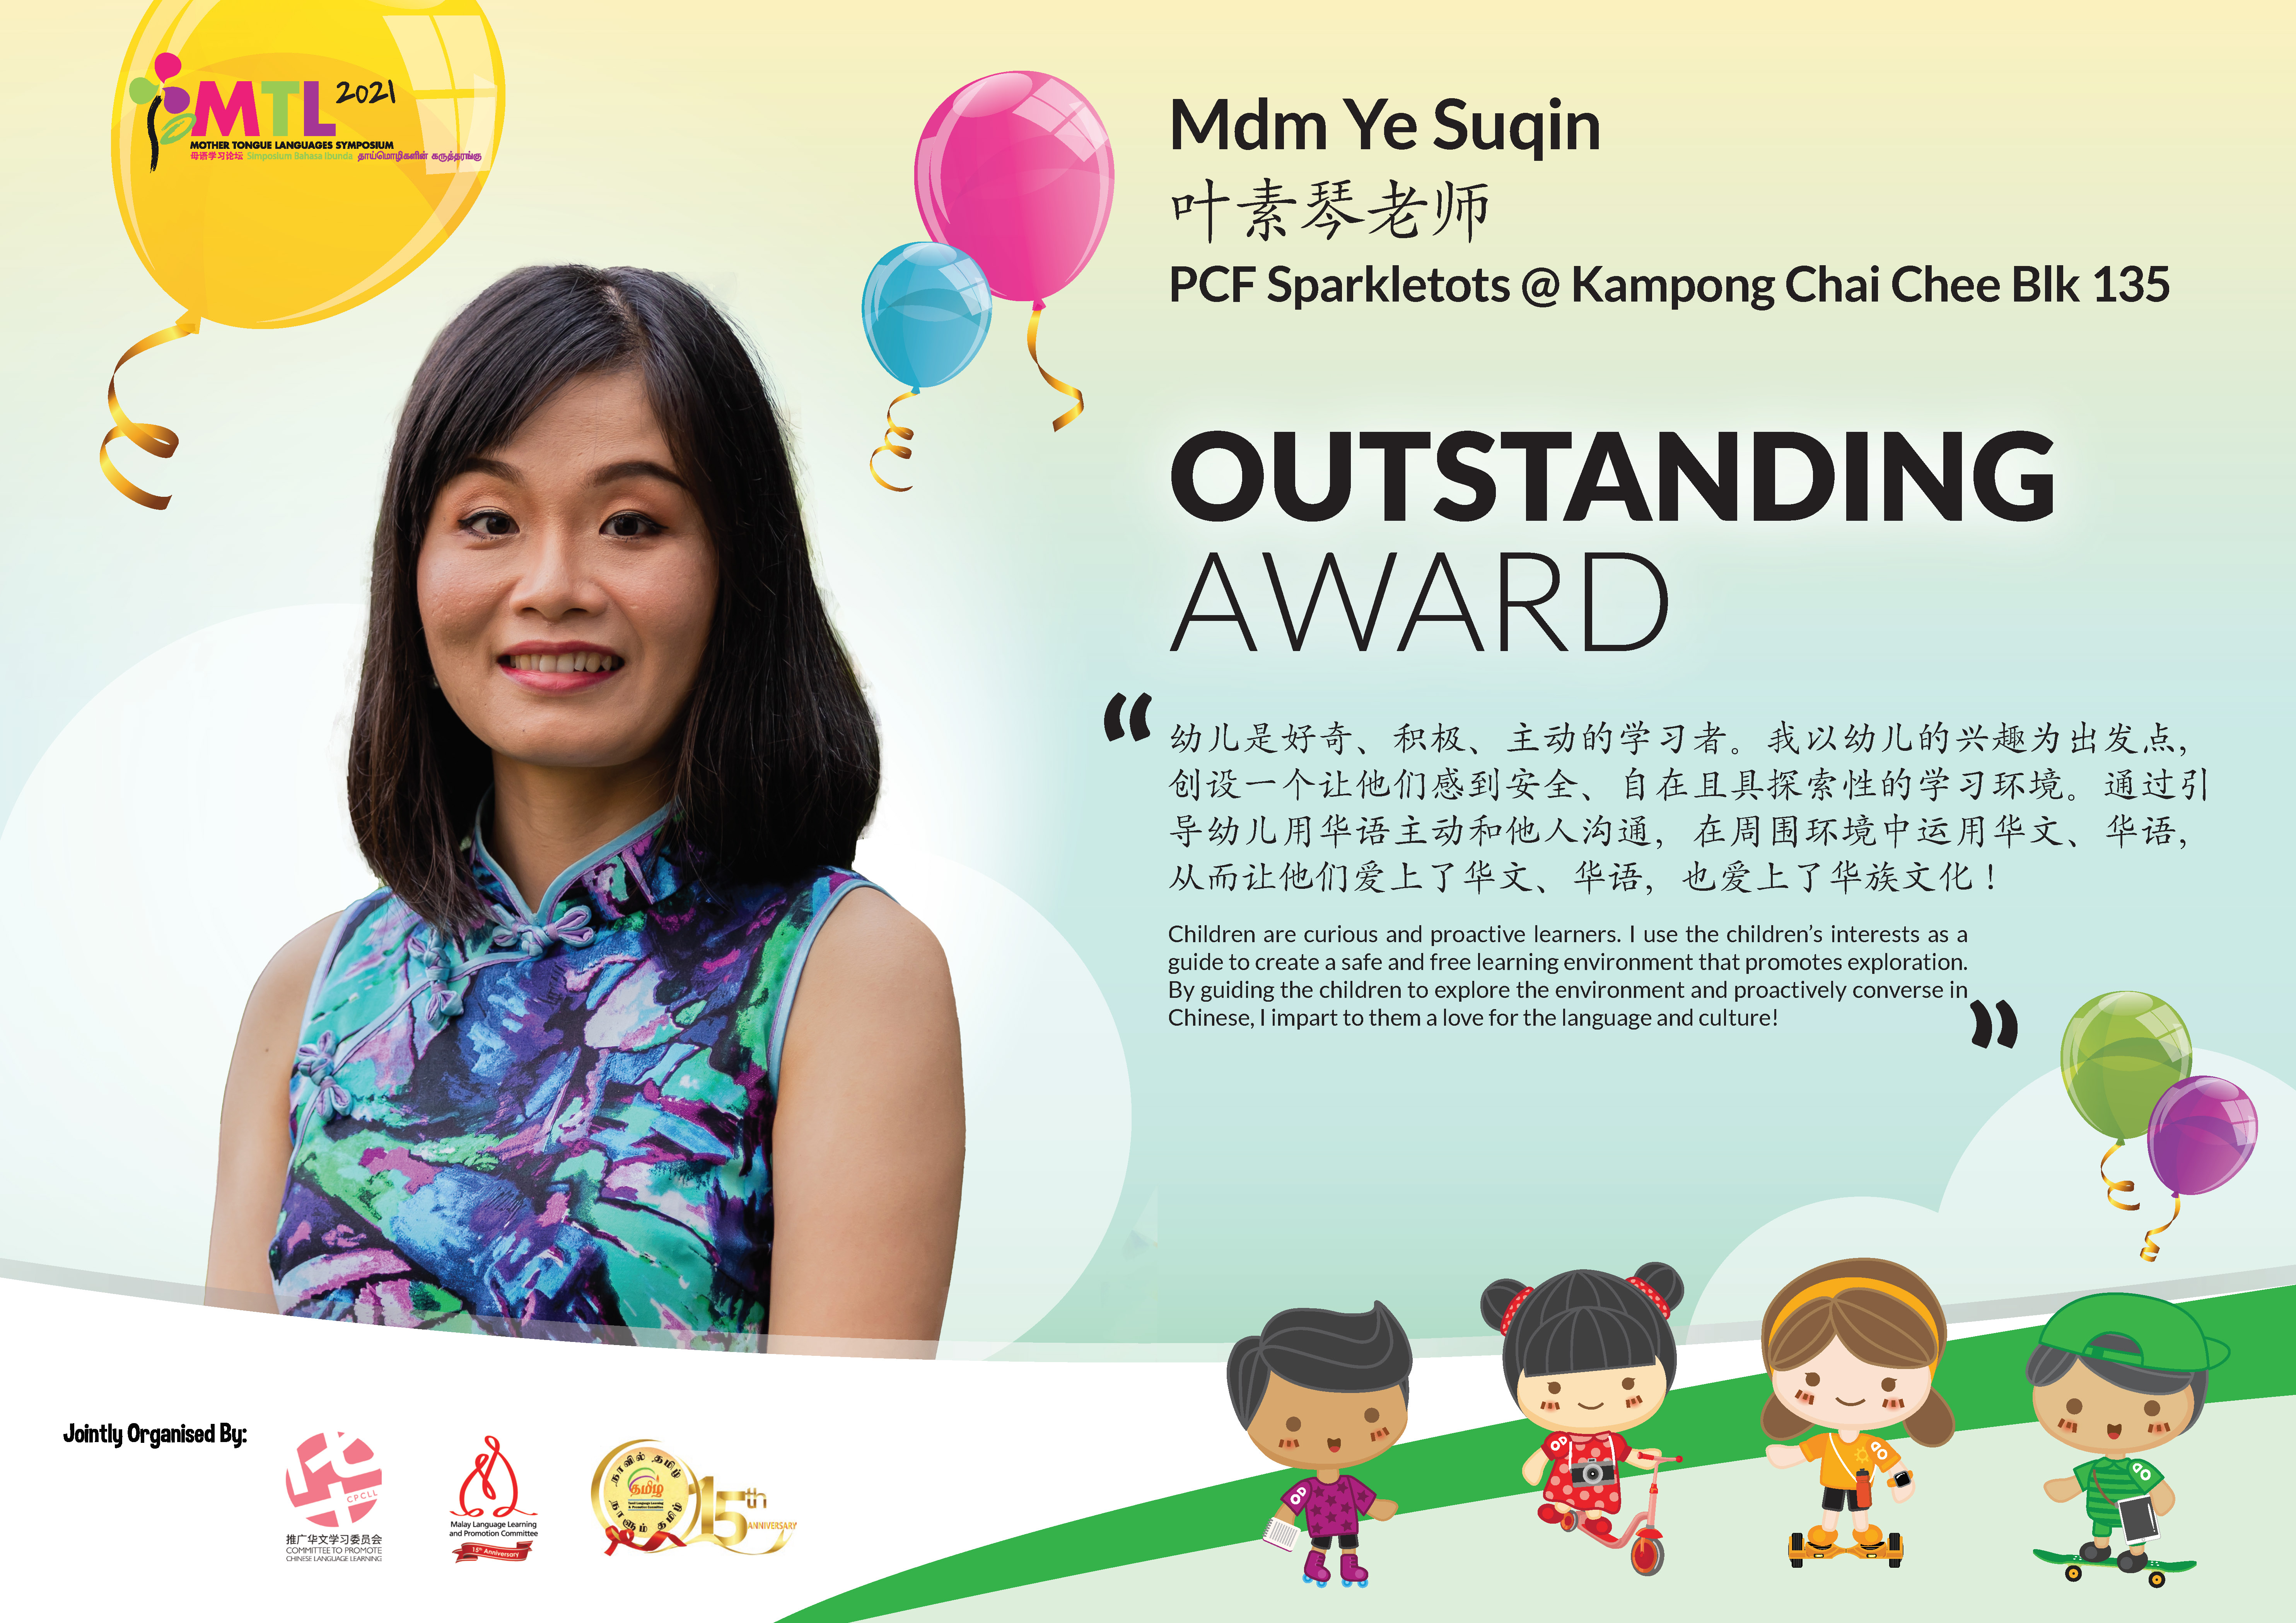 MTL 2021
MOTHER TONGUE LANGUAGES SYMPOSIUM
母语学习论坛 Simposium Bahasa Ibunda தாய்மொழிகளின் கருத்தரங்கு
Mdm Ye Suqin
叶素琴老师
PCF Sparkletots @ Kampong Chai Chee Blk 135
OUTSTANDING
AWARD
“幼儿是好奇、积极、主动的学习者。我以幼儿的兴趣为出发点，
创设一个让他们感到安全、自在且具探索性的学习环境。通过引
导幼儿用华语主动和他人沟通，在周围环境中运用华文、华语，
从而让他们爱上了华文、华语，也爱上了华族文化！
Children are curious and proactive learners. I use the children’s interests as a
guide to create a safe and free learning environment that promotes exploration.
By guiding the children to explore the environment and proactively converse in
Chinese, I impart to them a love for the language and culture!”
Jointly Organised By:
CPCLL
推广华文学习委员会
COMMITTEE TO PROMOTE
CHINESE LANGUAGE LEARNING
Malay Language Learning
and Promotion Committee
15th Anniversary
நாவில் தமிழ்
தமிழ்
Tamil Language Learning
& Promotion Committee
நாளும் தமிழ்
15th
ANNIVERSARY